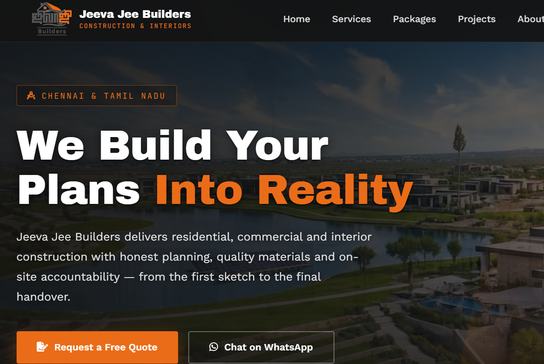 Jeeva Jee Builders
CONSTRUCTION & INTERIORS
Builders
Home Services Packages Projects About
CHENNAI & TAMIL NADU
We Build Your
Plans Into Reality
Jeeva Jee Builders delivers residential, commercial and interior
construction with honest planning, quality materials and on-
site accountability — from the first sketch to the final
handover.
Request a Free Quote
Chat on WhatsApp